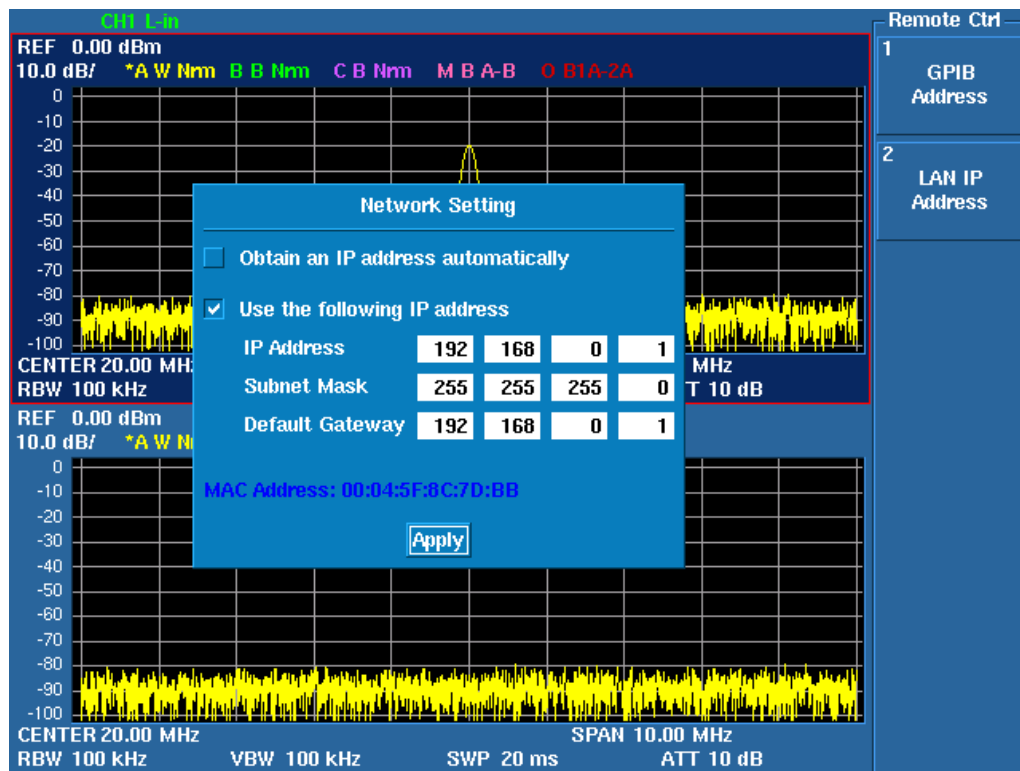 CH1 L-in
Remote Ctrl
REF 0.00 dBm
10.0 dB/ *A W Nrm B B Nrm C B Nrm M B A-B O B1A-2A
1
GPIB
Address
2
LAN IP
Address
0
-10
-20
-30
-40
-50
-60
-70
-80
-90
-100
Network Setting
Obtain an IP address automatically
Use the following IP address
IP Address 192 168 0 1
Subnet Mask 255 255 255 0
Default Gateway 192 168 0 1
MAC Address: 00:04:5F:8C:7D:BB
Apply
CENTER 20.00 MH MHz
RBW 100 kHz T 10 dB
REF 0.00 dBm
10.0 dB/ *A W N
0
-10
-20
-30
-40
-50
-60
-70
-80
-90
-100
CENTER 20.00 MHz SPAN 10.00 MHz
RBW 100 kHz VBW 100 kHz SWP 20 ms ATT 10 dB